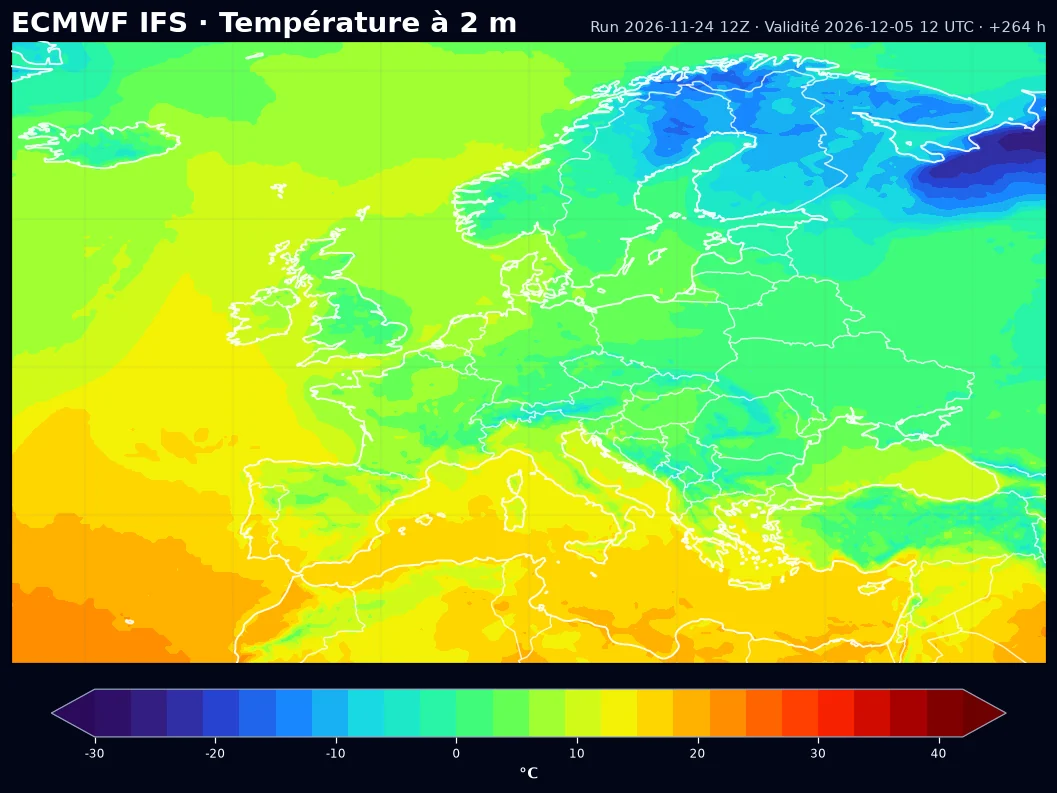 ECMWF IFS · Température à 2 m
Run 2026-11-24 12Z · Validité 2026-12-05 12 UTC · +264 h
-30 -20 -10 0 10 20 30 40
°C